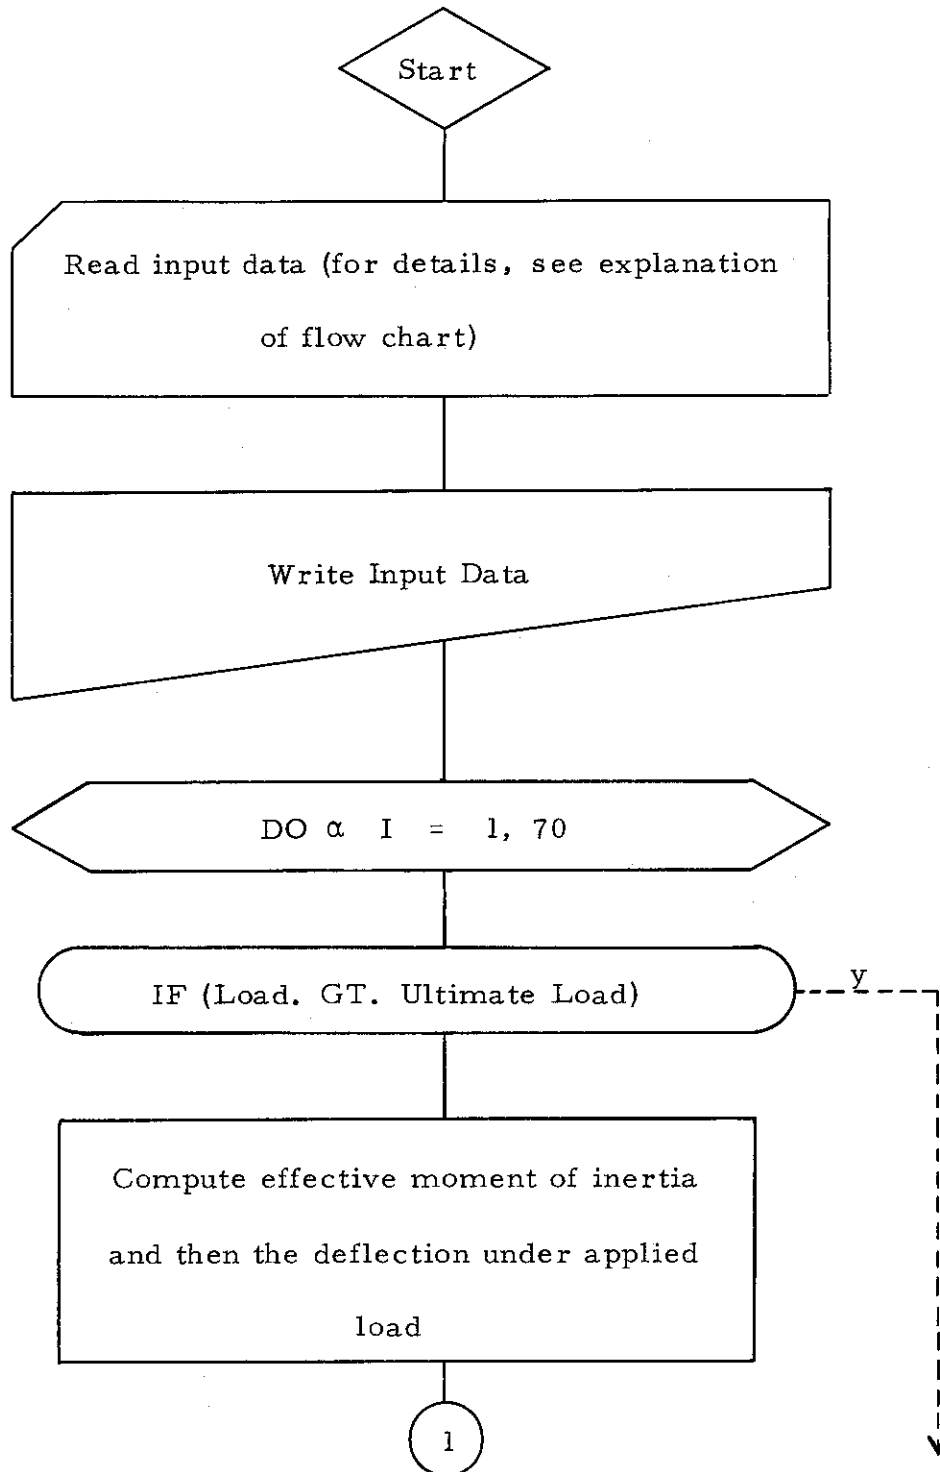 Start
Read input data (for details, see explanation
of flow chart)
Write Input Data
DO α I = 1, 70
IF (Load. GT. Ultimate Load)
y
Compute effective moment of inertia
and then the deflection under applied
load
1